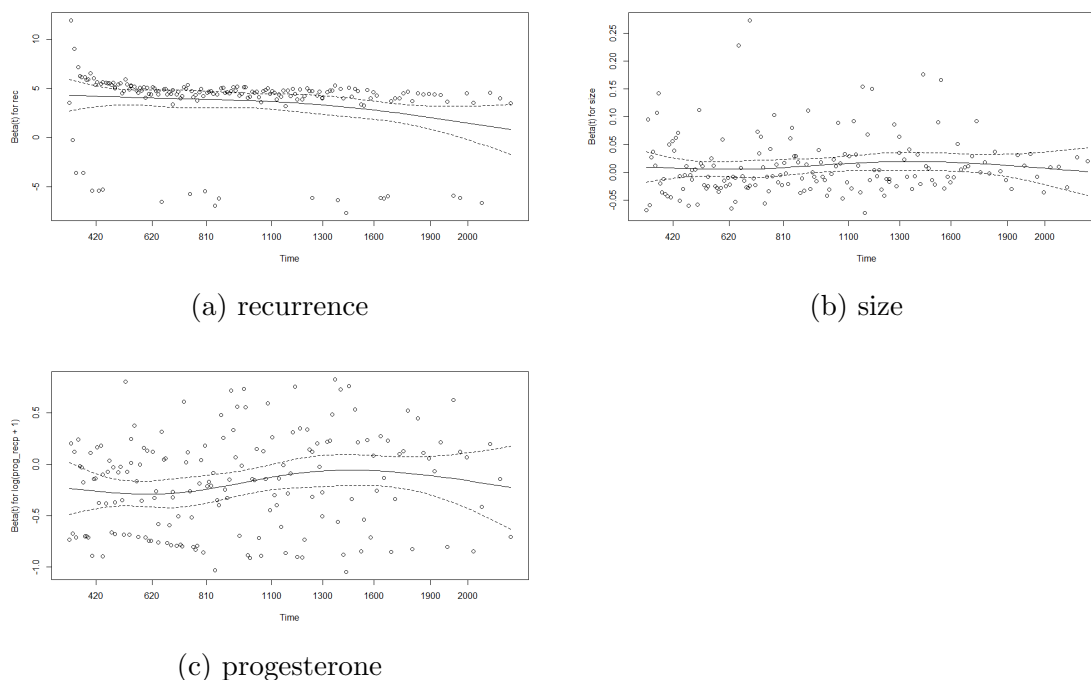 10
5
0
-5
Beta(t) for rec
420 620 810 1100 1300 1600 1900 2000
Time
(a) recurrence
0.25
0.20
0.15
0.10
0.05
0.00
-0.05
Beta(t) for size
420 620 810 1100 1300 1600 1900 2000
Time
(b) size
0.5
0.0
-0.5
-1.0
Beta(t) for log(prog_recp + 1)
420 620 810 1100 1300 1600 1900 2000
Time
(c) progesterone